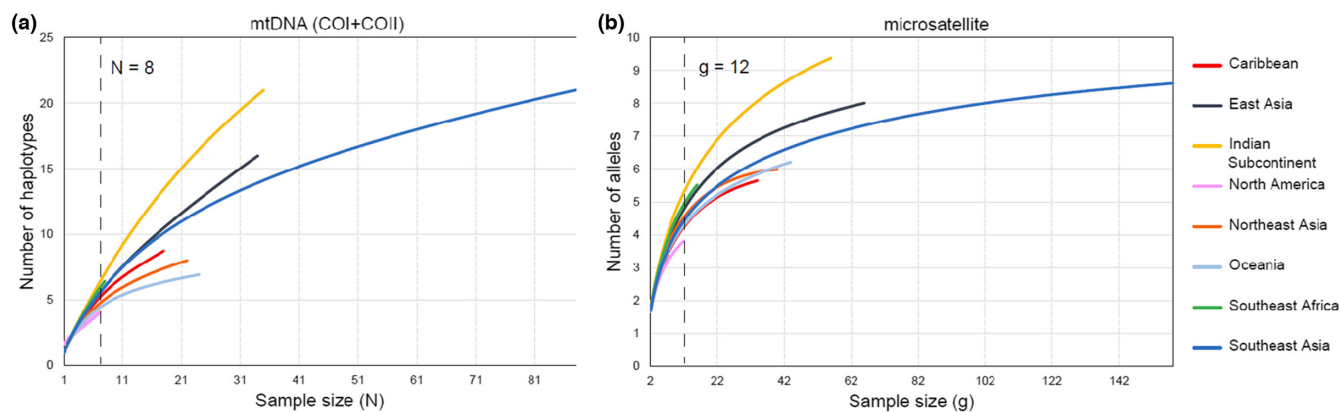 (a)
mtDNA (COI+COII)
25
20
15
10
5
0
N = 8
Number of haplotypes
1 11 21 31 41 51 61 71 81
Sample size (N)
(b)
microsatellite
10
9
8
7
6
5
4
3
2
1
0
g = 12
Number of alleles
2 22 42 62 82 102 122 142
Sample size (g)
Caribbean
East Asia
Indian
Subcontinent
North America
Northeast Asia
Oceania
Southeast Africa
Southeast Asia